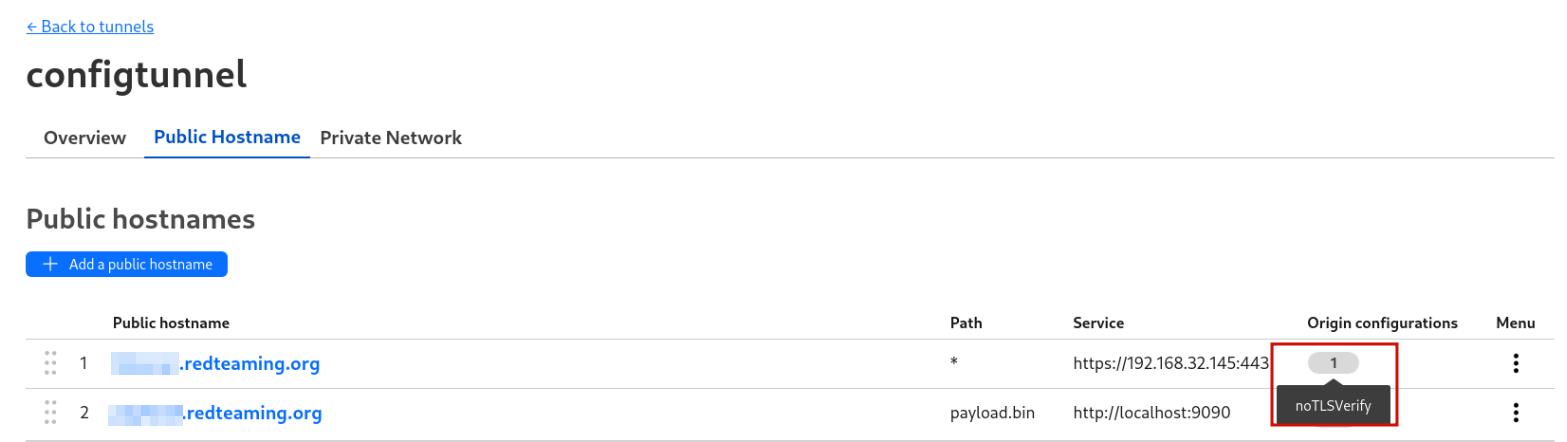 ← Back to tunnels
configtunnel
Overview Public Hostname Private Network
Public hostnames
+ Add a public hostname
Public hostname Path Service Origin configurations Menu
1 .redteaming.org * https://192.168.32.145:443 1
noTLSVerify
2 .redteaming.org payload.bin http://localhost:9090